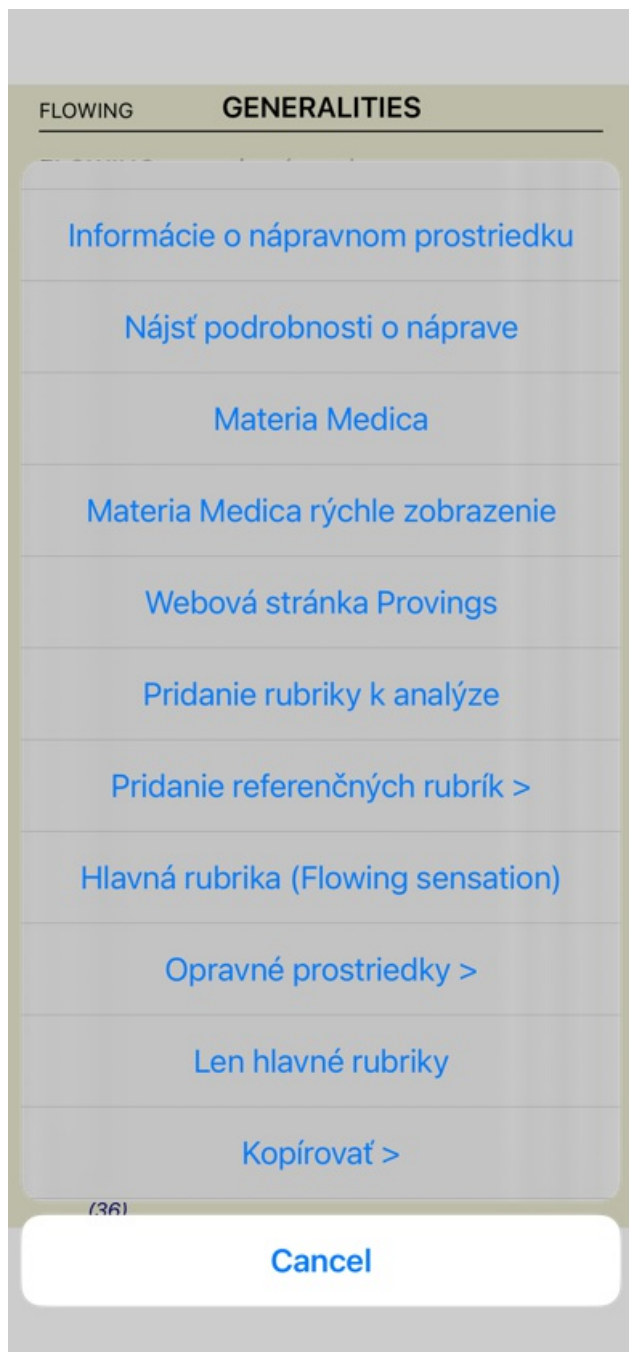 FLOWING GENERALITIES
Informácie o nápravnom prostriedku
Nájsť podrobnosti o náprave
Materia Medica
Materia Medica rýchle zobrazenie
Webová stránka Provings
Pridanie rubriky k analýze
Pridanie referenčných rubrík >
Hlavná rubrika (Flowing sensation)
Opravné prostriedky >
Len hlavné rubriky
Kopírovať >
(36)
Cancel